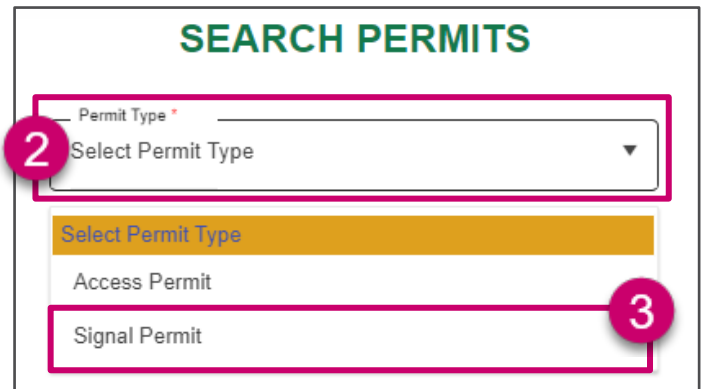 SEARCH PERMITS
Permit Type *
2
Select Permit Type
Select Permit Type
Access Permit
3
Signal Permit